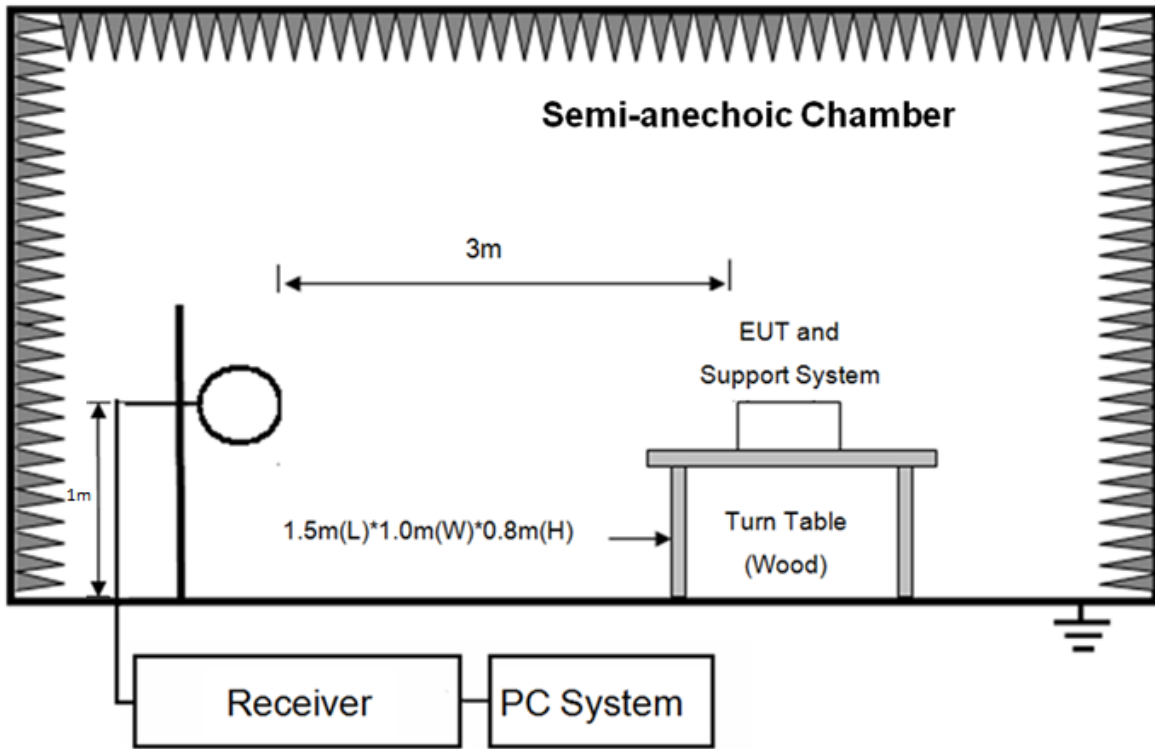 Semi-anechoic Chamber
3m
EUT and
Support System
1m
1.5m(L)*1.0m(W)*0.8m(H)
Turn Table
(Wood)
Receiver
PC System